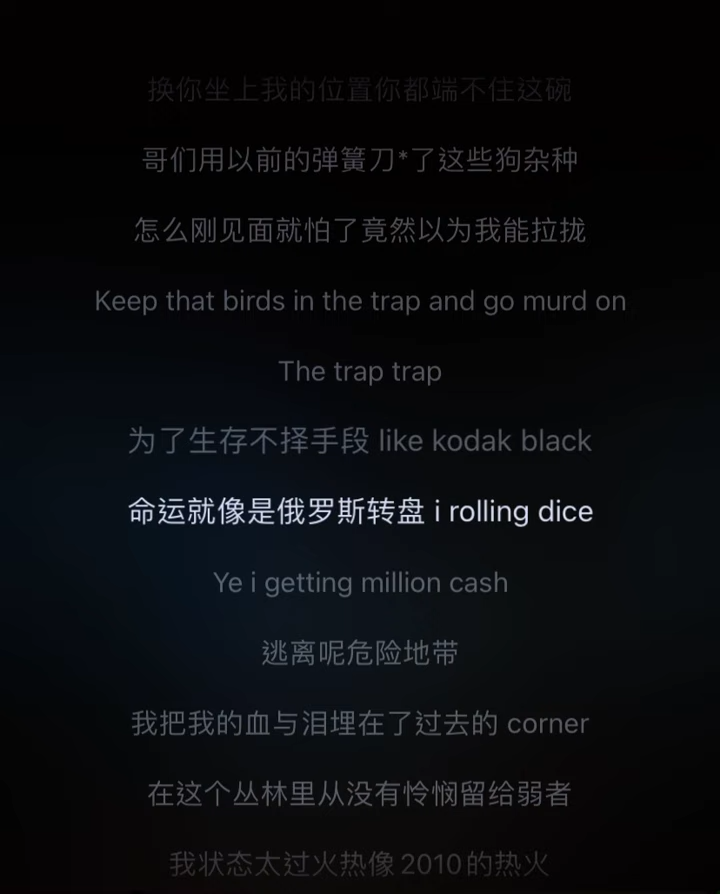 换你坐上我的位置你都端不住这碗
哥们用以前的弹簧刀*了这些狗杂种
怎么刚见面就怕了竟然以为我能拉拢
Keep that birds in the trap and go murd on
The trap trap
为了生存不择手段 like kodak black
命运就像是俄罗斯转盘 i rolling dice
Ye i getting million cash
逃离呢危险地带
我把我的血与泪埋在了过去的 corner
在这个丛林里从没有怜悯留给弱者
我状态太过火热像2010的热火